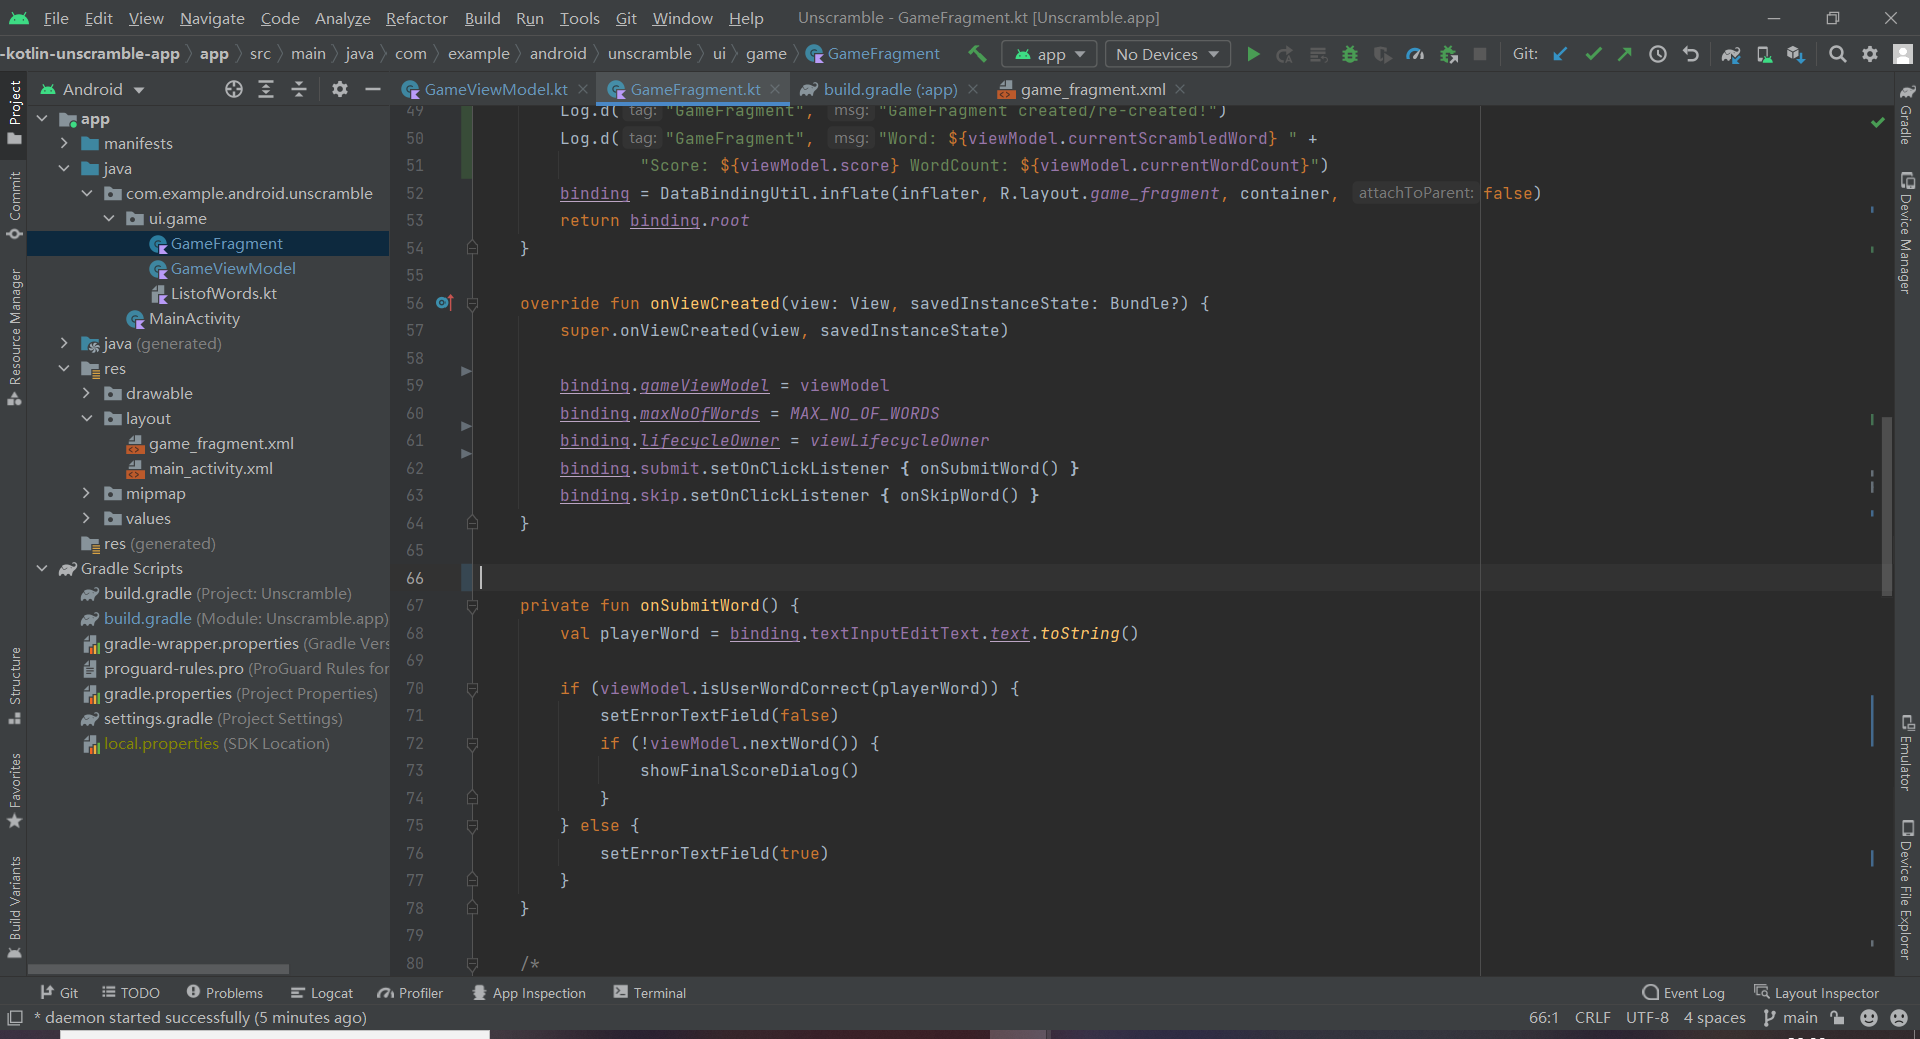 File Edit View Navigate Code Analyze Refactor Build Run Tools Git Window Help Unscramble - GameFragment.kt [Unscramble.app]
-kotlin-unscramble-app app src main java com example android unscramble ui game GameFragment app No Devices Git:
Project
Commit
Resource Manager
Structure
Favorites
Build Variants
Android
app
manifests
java
com.example.android.unscramble
ui.game
GameFragment
GameViewModel
ListofWords.kt
MainActivity
java (generated)
res
drawable
layout
game_fragment.xml
main_activity.xml
mipmap
values
res (generated)
Gradle Scripts
build.gradle (Project: Unscramble)
build.gradle (Module: Unscramble.app)
gradle-wrapper.properties (Gradle Vers
proguard-rules.pro (ProGuard Rules for
gradle.properties (Project Properties)
settings.gradle (Project Settings)
local.properties (SDK Location)
GameViewModel.kt GameFragment.kt build.gradle (:app) game_fragment.xml
49 Log.d( tag: "GameFragment", msg: "GameFragment created/re-created!")
50 Log.d( tag: "GameFragment", msg: "Word: ${viewModel.currentScrambledWord} " +
51 "Score: ${viewModel.score} WordCount: ${viewModel.currentWordCount}")
52 binding = DataBindingUtil.inflate(inflater, R.layout.game_fragment, container, attachToParent: false)
53 return binding.root
54 }
55
56 override fun onViewCreated(view: View, savedInstanceState: Bundle?) {
57 super.onViewCreated(view, savedInstanceState)
58
59 binding.gameViewModel = viewModel
60 binding.maxNoOfWords = MAX_NO_OF_WORDS
61 binding.lifecycleOwner = viewLifecycleOwner
62 binding.submit.setOnClickListener { onSubmitWord() }
63 binding.skip.setOnClickListener { onSkipWord() }
64 }
65
66
67 private fun onSubmitWord() {
68 val playerWord = binding.textInputEditText.text.toString()
69
70 if (viewModel.isUserWordCorrect(playerWord)) {
71 setErrorTextField(false)
72 if (!viewModel.nextWord()) {
73 showFinalScoreDialog()
74 }
75 } else {
76 setErrorTextField(true)
77 }
78 }
79
80 /*
Gradle
Device Manager
Emulator
Device File Explorer
Git TODO Problems Logcat Profiler App Inspection Terminal Event Log Layout Inspector
* daemon started successfully (5 minutes ago) 66:1 CRLF UTF-8 4 spaces main